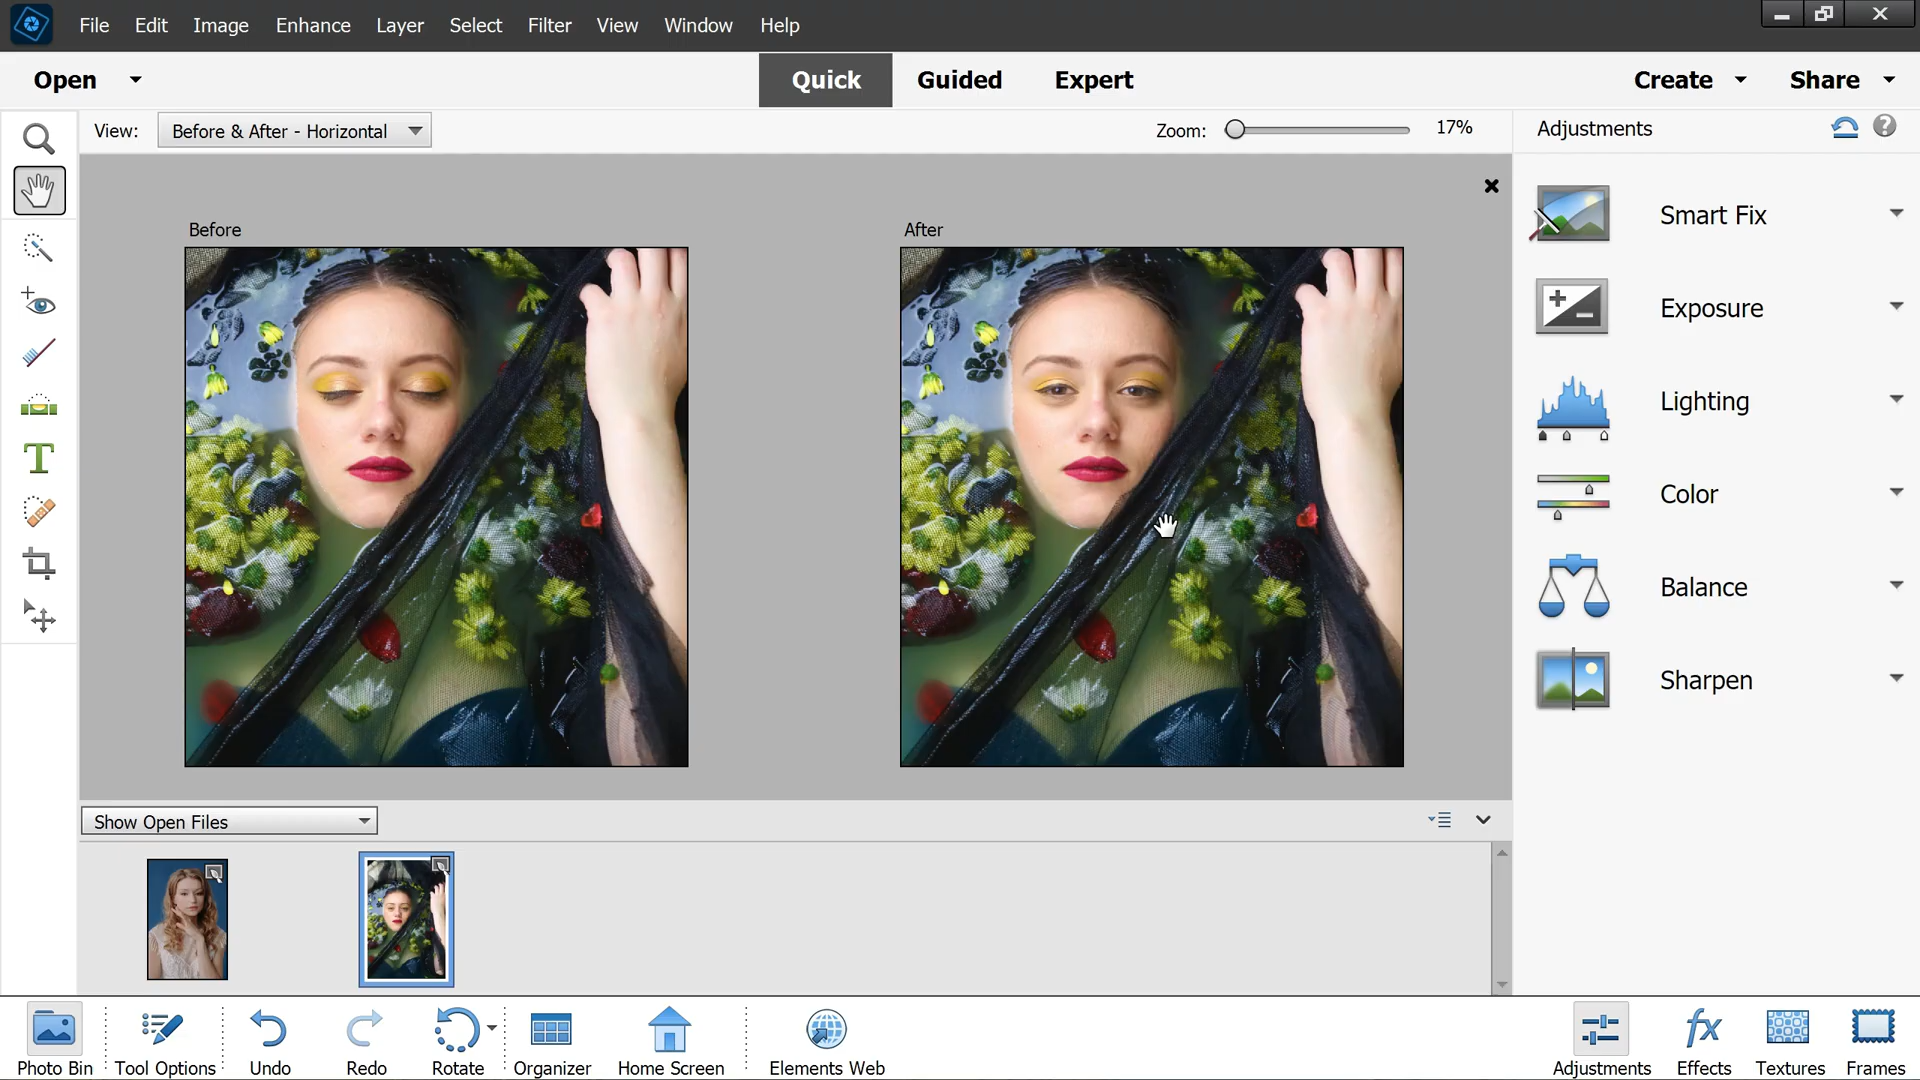 File Edit Image Enhance Layer Select Filter View Window Help
Open Quick Guided Expert Create Share
View: Before & After - Horizontal Zoom: 17% Adjustments
Before After
Smart Fix
Exposure
Lighting
Color
Balance
Sharpen
Show Open Files
Photo Bin Tool Options Undo Redo Rotate Organizer Home Screen Elements Web Adjustments Effects Textures Frames